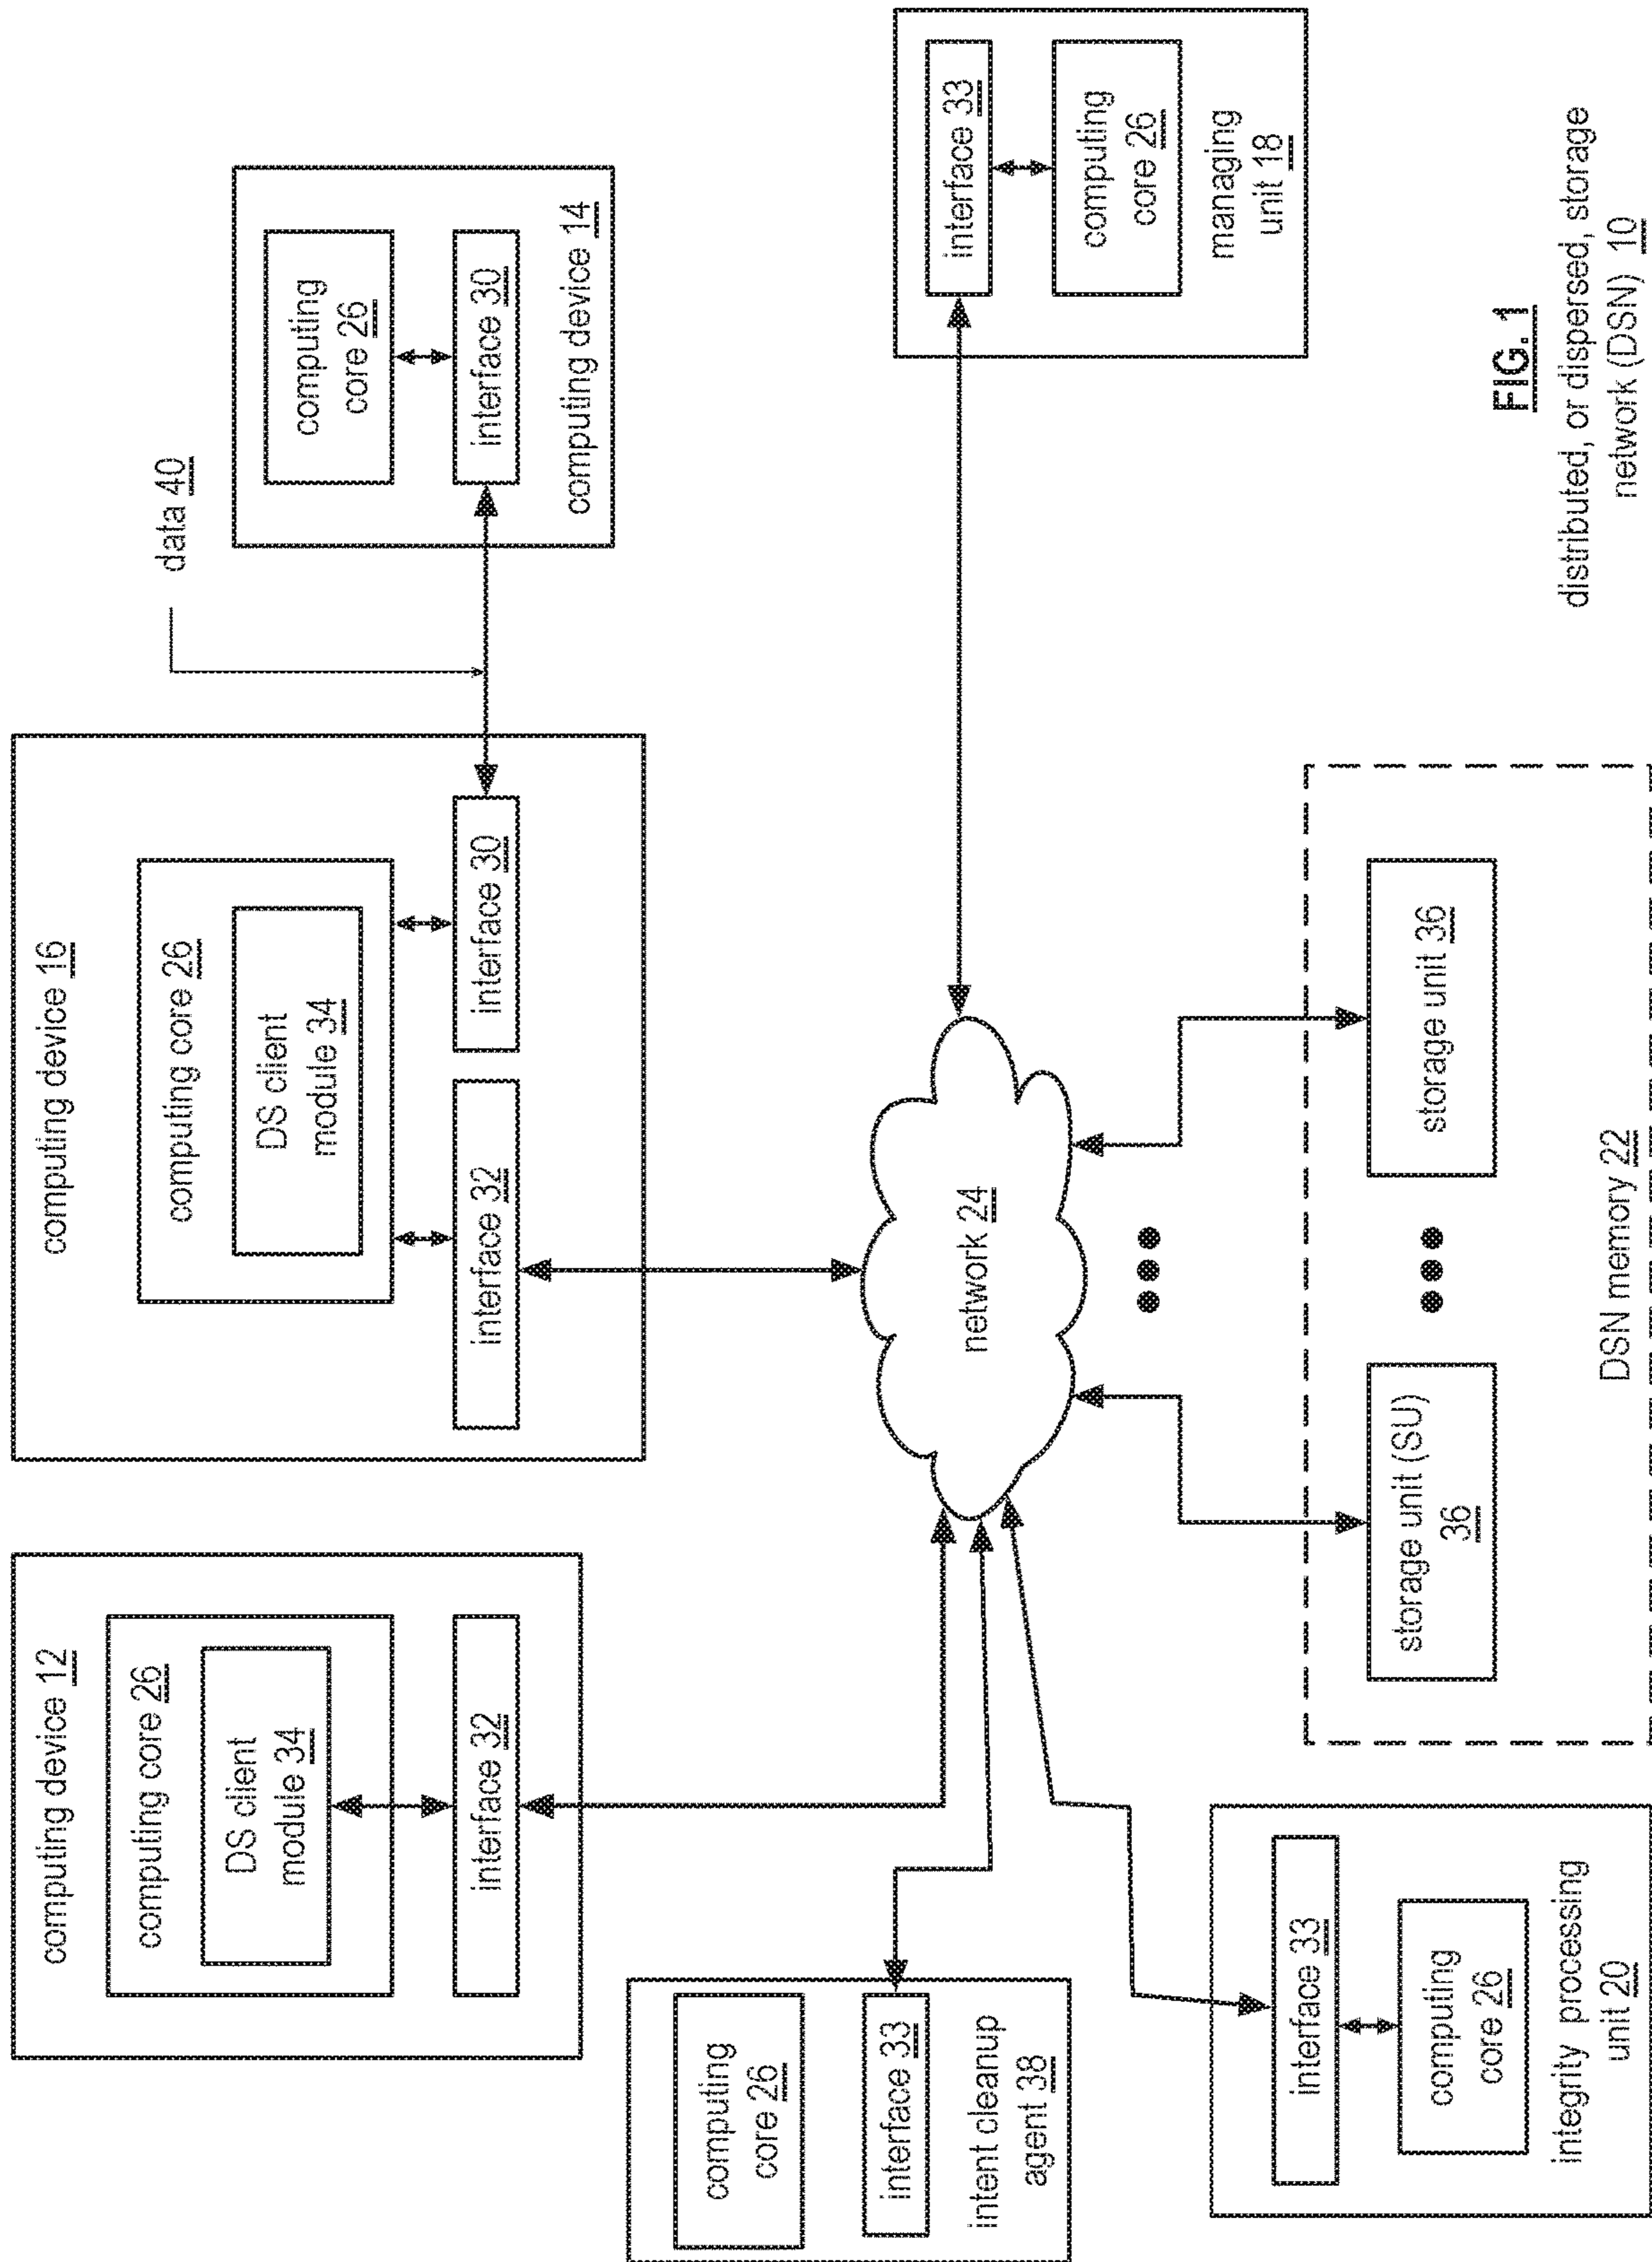 computing device 12
computing core 26
DS client
module 34
interface 32
computing device 16
computing core 26
DS client
module 34
interface 32
interface 30
data 40
computing
core 26
interface 30
computing device 14
computing
core 26
interface 33
intent cleanup
agent 38
network 24
interface 33
computing
core 26
managing
unit 18
interface 33
computing
core 26
integrity processing
unit 20
storage unit (SU)
36
storage unit 36
DSN memory 22
FIG. 1
distributed, or dispersed, storage
network (DSN) 10